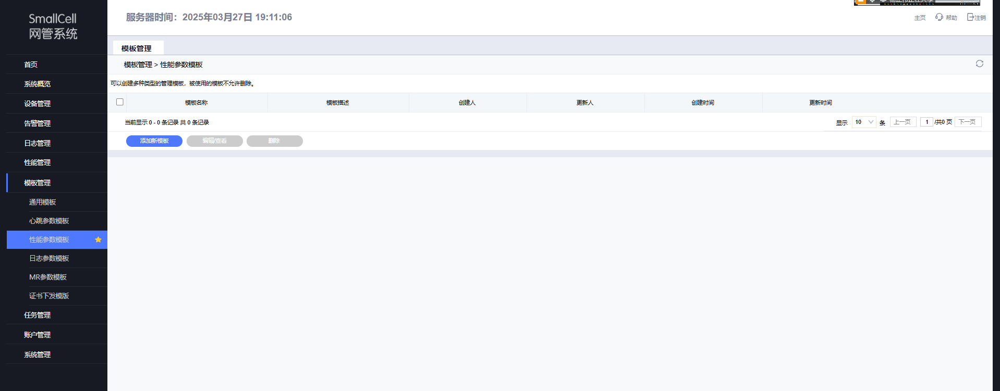 SmallCell
网管系统
服务器时间：2025年03月27日 19:11:06
主页
帮助
注销
模板管理
模板管理 > 性能参数模板
可以创建多种类型的管理模板，被使用的模板不允许删除。
模板名称
模板描述
创建人
更新人
创建时间
更新时间
当前显示 0 - 0 条记录 共 0 条记录
显示 10 条 上一页 1 /共0 页 下一页
添加新模板
编辑/查看
删除
首页
系统概览
设备管理
告警管理
日志管理
性能管理
模板管理
通用模板
心跳参数模板
性能参数模板
日志参数模板
MR参数模板
证书下发模版
任务管理
账户管理
系统管理